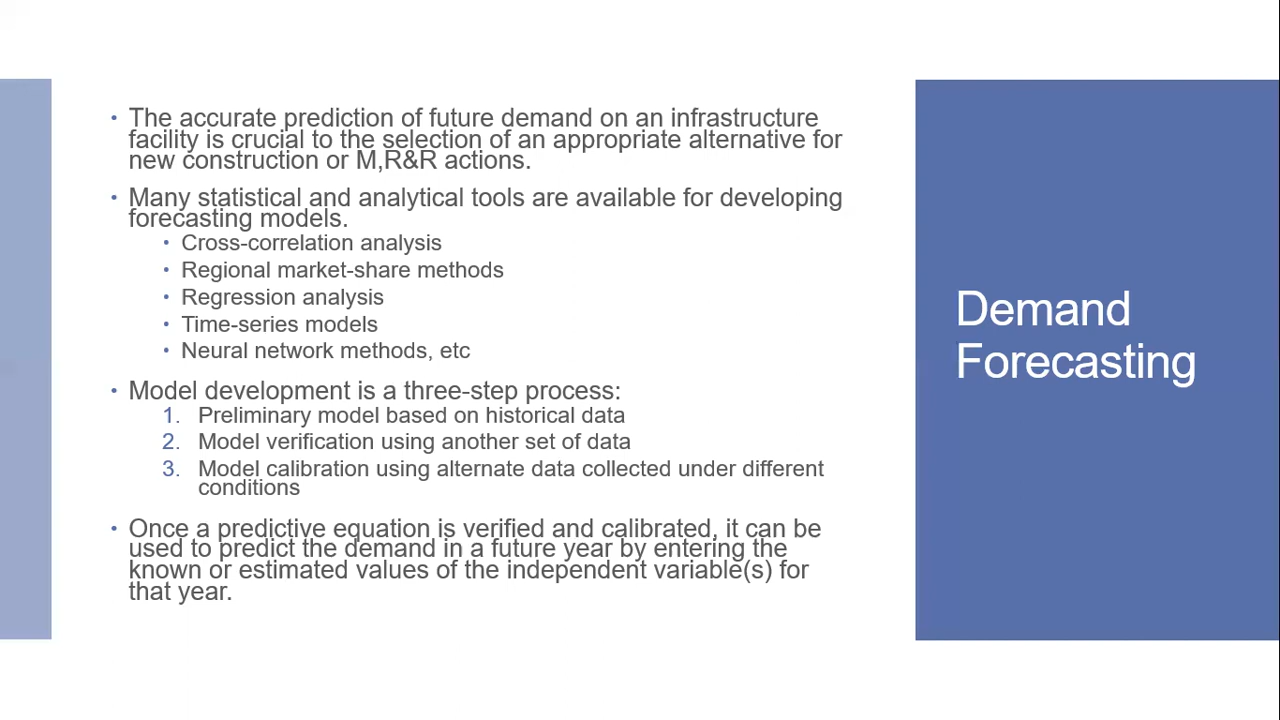 • The accurate prediction of future demand on an infrastructure
facility is crucial to the selection of an appropriate alternative for
new construction or M,R&R actions.
• Many statistical and analytical tools are available for developing
forecasting models.
• Cross-correlation analysis
• Regional market-share methods
• Regression analysis
• Time-series models
• Neural network methods, etc
• Model development is a three-step process:
1. Preliminary model based on historical data
2. Model verification using another set of data
3. Model calibration using alternate data collected under different
conditions
• Once a predictive equation is verified and calibrated, it can be
used to predict the demand in a future year by entering the
known or estimated values of the independent variable(s) for
that year.
Demand
Forecasting